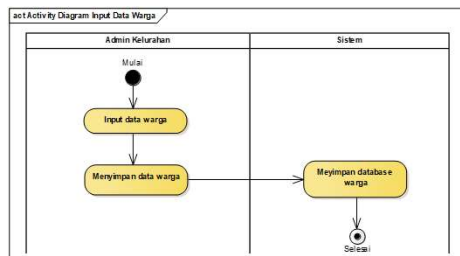 act Activity Diagram Input Data Warga
Admin Kelurahan
Sistem
Mulai
Input data warga
Menyimpan data warga
Meyimpan database
warga
Selesai